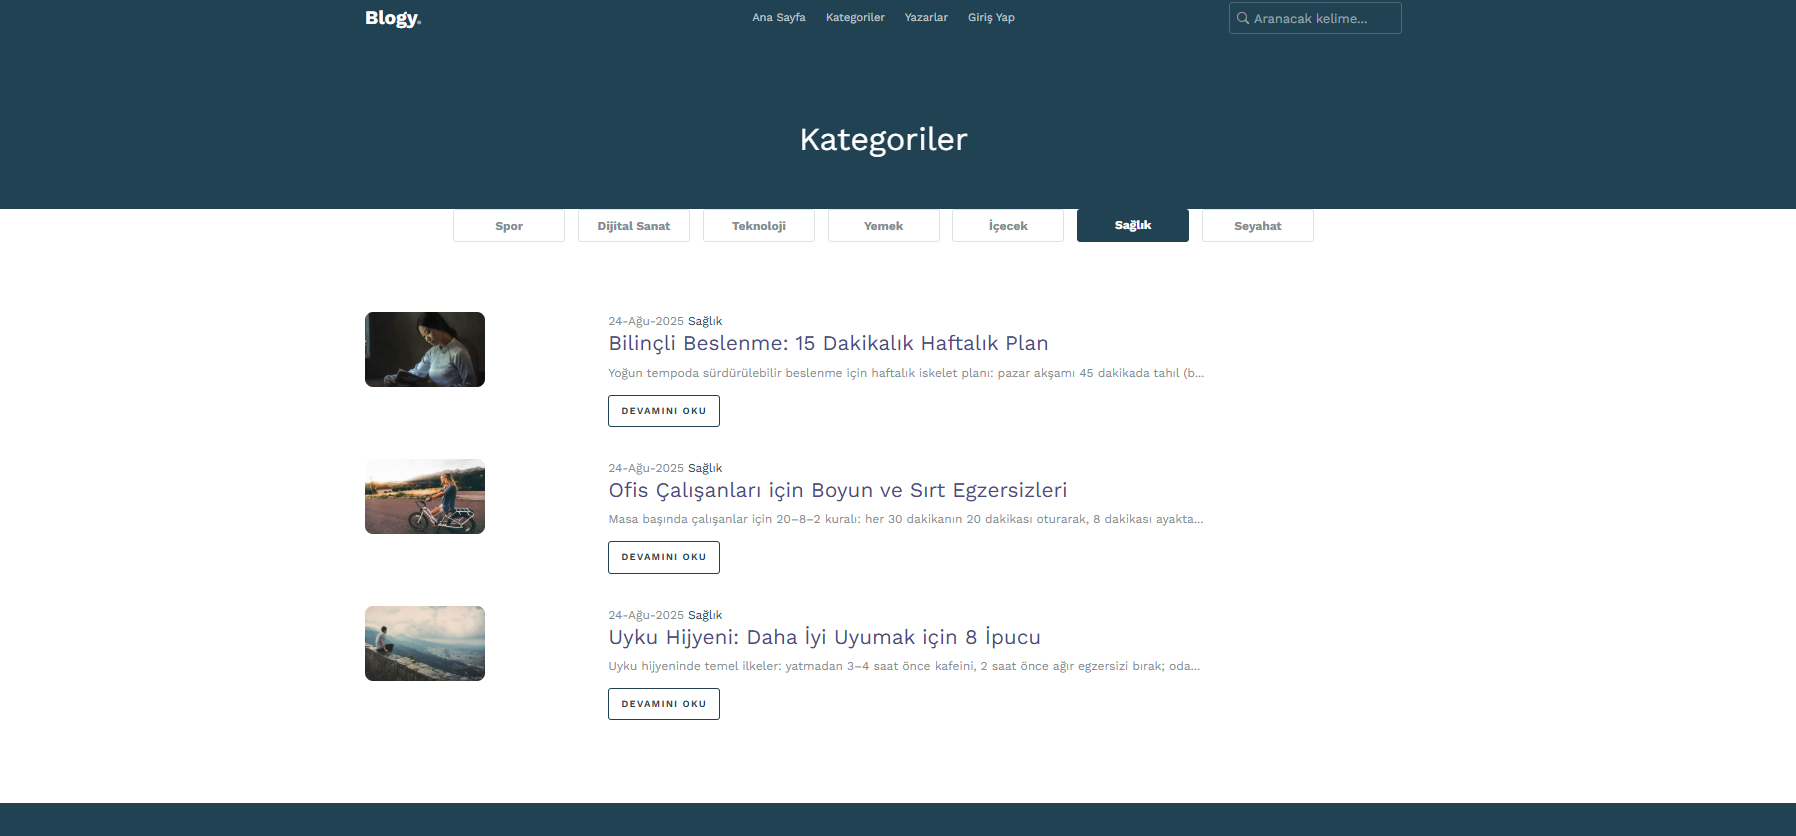 Blogy.
Ana Sayfa Kategoriler Yazarlar Giriş Yap
Aranacak kelime...
Kategoriler
Spor Dijital Sanat Teknoloji Yemek İçecek Sağlık Seyahat
24-Ağu-2025 Sağlık
Bilinçli Beslenme: 15 Dakikalık Haftalık Plan
Yoğun tempoda sürdürülebilir beslenme için haftalık iskelet planı: pazar akşamı 45 dakikada tahıl (b...
DEVAMINI OKU
24-Ağu-2025 Sağlık
Ofis Çalışanları için Boyun ve Sırt Egzersizleri
Masa başında çalışanlar için 20–8–2 kuralı: her 30 dakikanın 20 dakikası oturarak, 8 dakikası ayakta...
DEVAMINI OKU
24-Ağu-2025 Sağlık
Uyku Hijyeni: Daha İyi Uyumak için 8 İpucu
Uyku hijyeninde temel ilkeler: yatmadan 3–4 saat önce kafeini, 2 saat önce ağır egzersizi bırak; oda...
DEVAMINI OKU